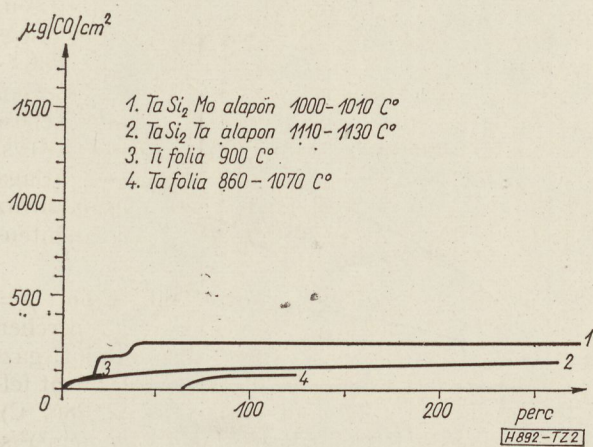 µg/CO/cm²
1500
1000
500
0
1. TaSi₂ Mo alapón 1000-1010 C°
2. TaSi₂ Ta alapon 1110-1130 C°
3. Ti folia 900 C°
4. Ta folia 860-1070 C°
1
2
3
4
100
200
perc
H892-TZ2